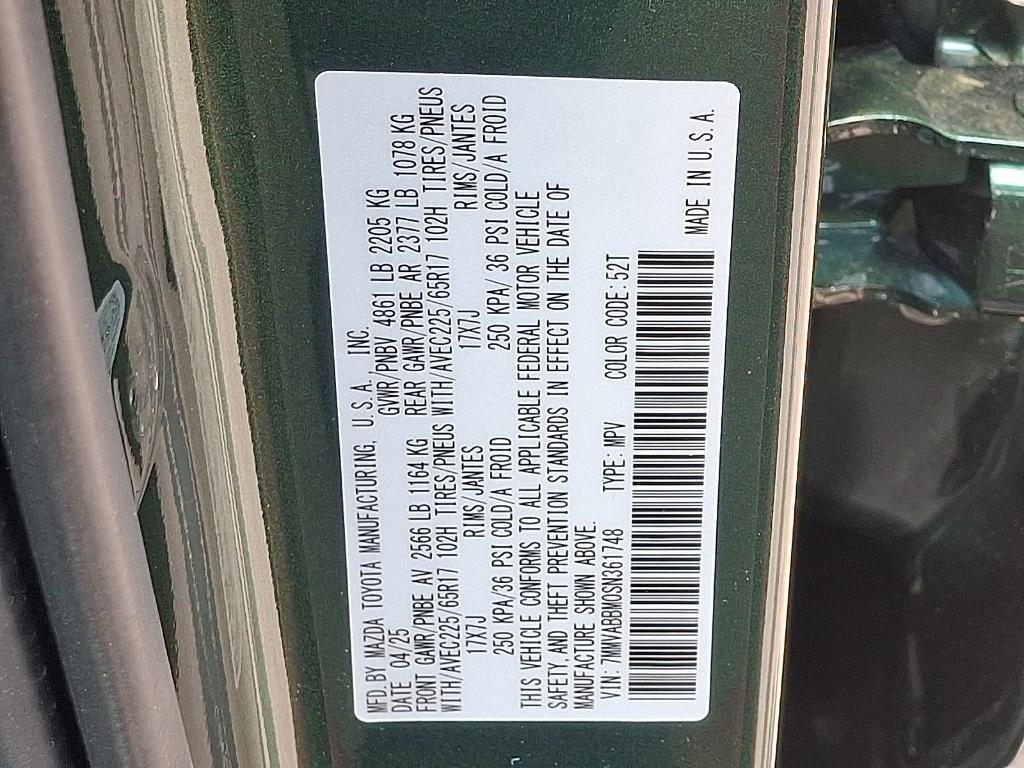 MFD.BY MAZDA TOYOTA MANUFACTURING, U.S.A., INC.
DATE 04/25 GVWR/PNBV 4861 LB 2205 KG
FRONT GAWR/PNBE AV 2566 LB 1164 KG REAR GAWR/PNBE AR 2377 LB 1078 KG
WITH/AVEC225/65R17 102H TIRES/PNEUS WITH/AVEC225/65R17 102H TIRES/PNEUS
17X7J RIMS/JANTES 17X7J RIMS/JANTES
250 KPA/36 PSI COLD/A FROID 250 KPA/36 PSI COLD/A FROID
THIS VEHICLE CONFORMS TO ALL APPLICABLE FEDERAL MOTOR VEHICLE
SAFETY, AND THEFT PREVENTION STANDARDS IN EFFECT ON THE DATE OF
MANUFACTURE SHOWN ABOVE.
VIN: 7MMVABBM0SN361748 TYPE: MPV COLOR CODE: 52T
MADE IN U.S.A.